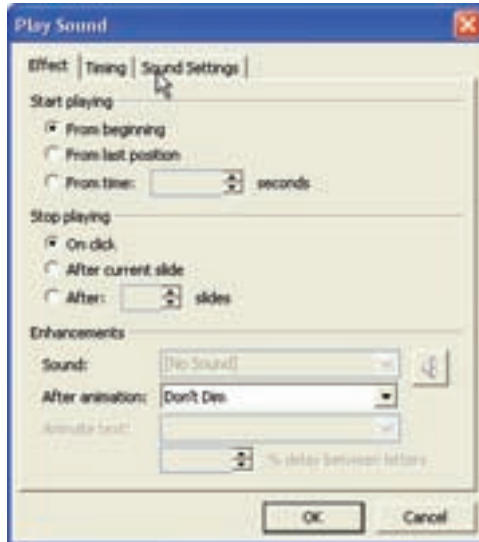 Play Sound
Effect Timing Sound Settings
Start playing
From beginning
From last position
From time: seconds
Stop playing
On click
After current slide
After: slides
Enhancements
Sound: [No Sound]
After animation: Don't Dim
Animate text:
% delay between letters
OK Cancel